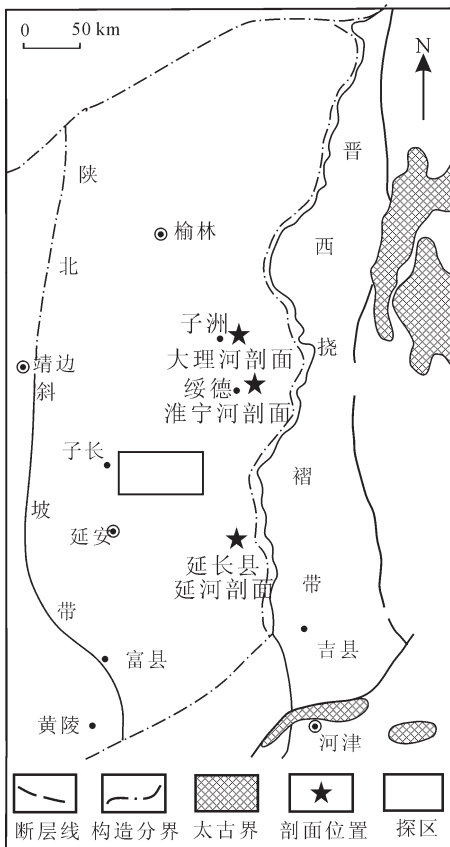 0 50 km
N
晋西挠褶带
陕北斜坡带
榆林
子洲
大理河剖面
靖边
绥德
淮宁河剖面
子长
延安
延长县
延河剖面
吉县
富县
黄陵
河津
断层线 构造分界 太古界 剖面位置 探区